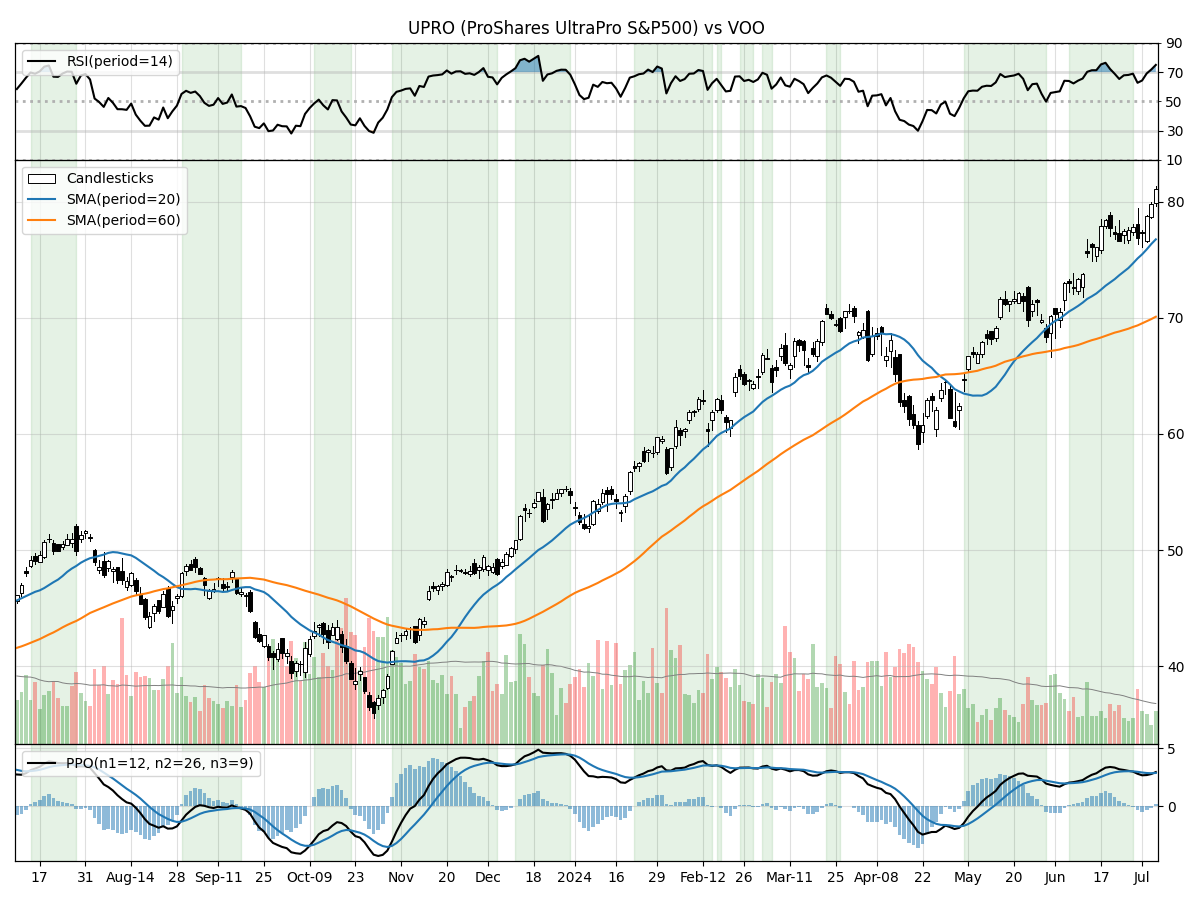 UPRO (ProShares UltraPro S&P500) vs VOO
RSI(period=14)
90
70
50
30
10
Candlesticks
SMA(period=20)
SMA(period=60)
80
70
60
50
40
PPO(n1=12, n2=26, n3=9)
5
0
17 31 Aug-14 28 Sep-11 25 Oct-09 23 Nov 20 Dec 18 2024 16 29 Feb-12 26 Mar-11 25 Apr-08 22 May 20 Jun 17 Jul